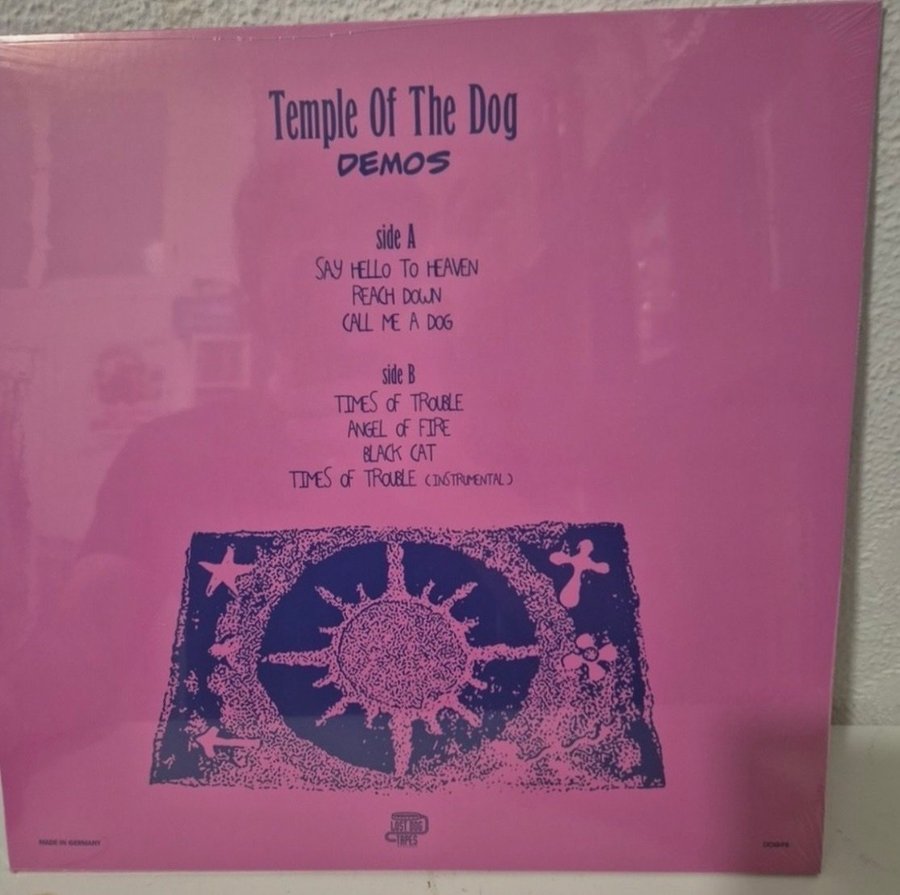 Temple Of The Dog
DEMOS
side A
SAY HELLO TO HEAVEN
REACH DOWN
CALL ME A DOG
side B
TIMES OF TROUBLE
ANGEL OF FIRE
BLACK CAT
TIMES OF TROUBLE (INSTRUMENTAL)
LOST DOG
TAPES
MADE IN GERMANY